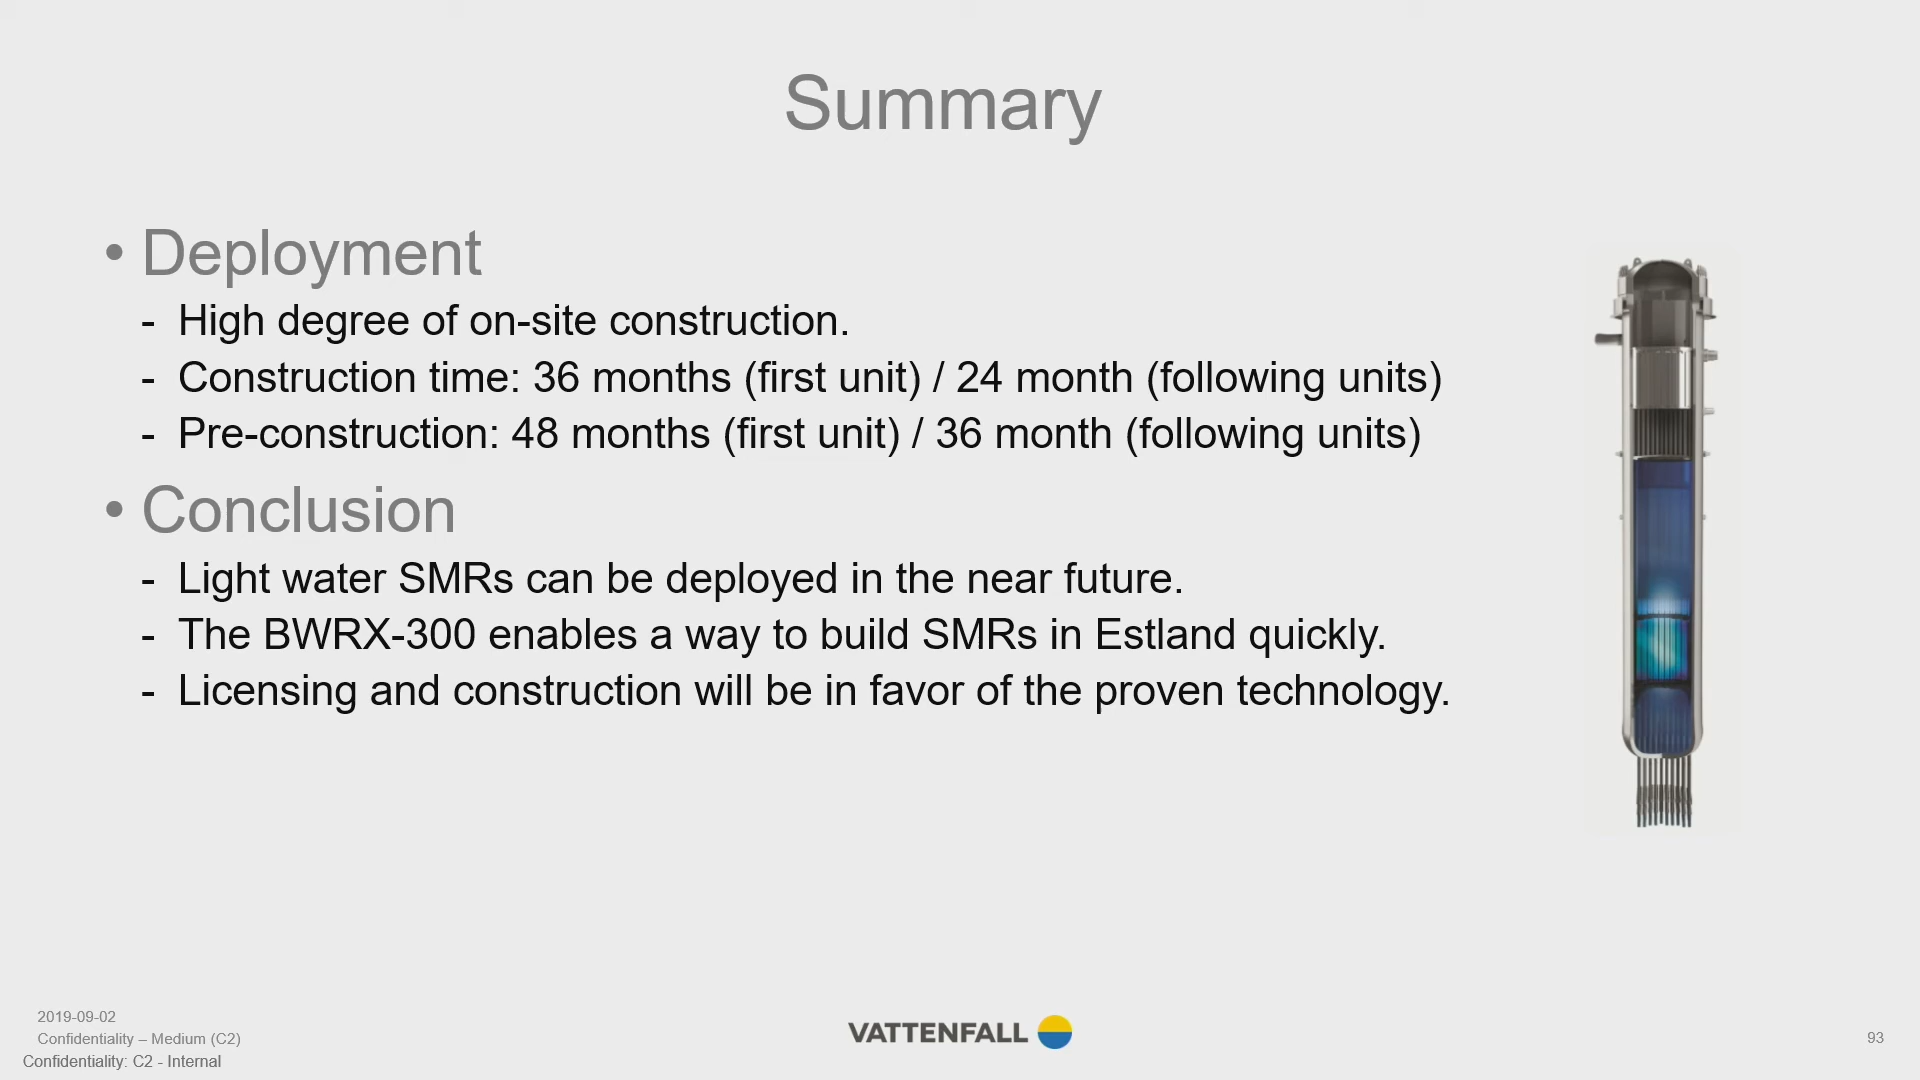 Summary
• Deployment
- High degree of on-site construction.
- Construction time: 36 months (first unit) / 24 month (following units)
- Pre-construction: 48 months (first unit) / 36 month (following units)
• Conclusion
- Light water SMRs can be deployed in the near future.
- The BWRX-300 enables a way to build SMRs in Estland quickly.
- Licensing and construction will be in favor of the proven technology.
2019-09-02
Confidentiality – Medium (C2)
Confidentiality: C2 - Internal
VATTENFALL
93